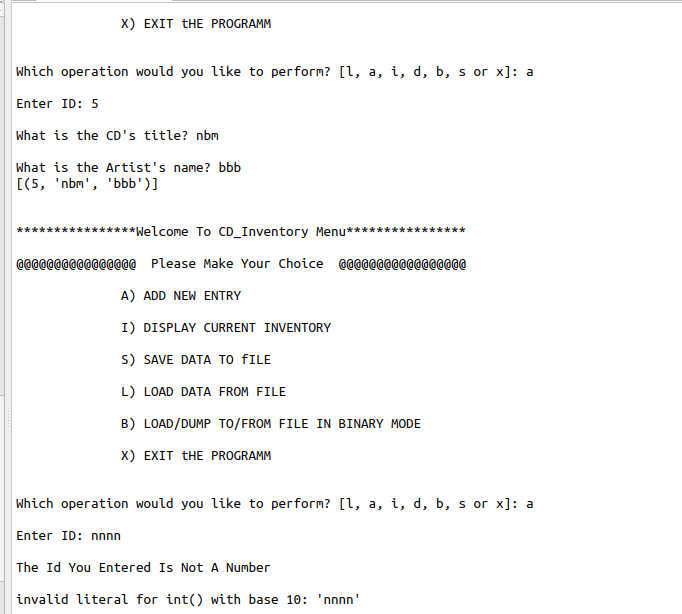 X) EXIT tHE PROGRAMM
Which operation would you like to perform? [l, a, i, d, b, s or x]: a
Enter ID: 5
What is the CD's title? nbm
What is the Artist's name? bbb
[(5, 'nbm', 'bbb')]
****************Welcome To CD_Inventory Menu****************
@@@@@@@@@@@@@@@@  Please Make Your Choice  @@@@@@@@@@@@@@@@@
A) ADD NEW ENTRY
I) DISPLAY CURRENT INVENTORY
S) SAVE DATA TO fILE
L) LOAD DATA FROM FILE
B) LOAD/DUMP TO/FROM FILE IN BINARY MODE
X) EXIT tHE PROGRAMM
Which operation would you like to perform? [l, a, i, d, b, s or x]: a
Enter ID: nnnn
The Id You Entered Is Not A Number
invalid literal for int() with base 10: 'nnnn'